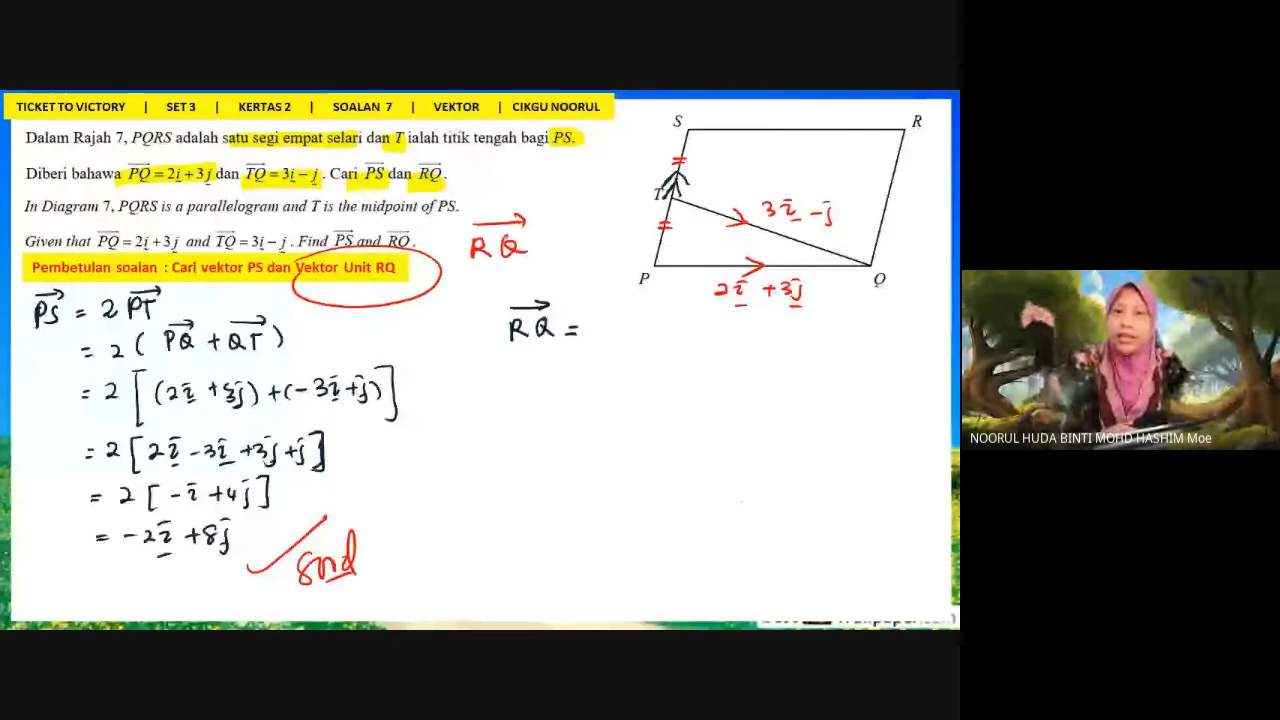 TICKET TO VICTORY | SET 3 | KERTAS 2 | SOALAN 7 | VEKTOR | CIKGU NOORUL
Dalam Rajah 7, PQRS adalah satu segi empat selari dan T ialah titik tengah bagi PS.
Diberi bahawa PQ = 2i + 3j dan TQ = 3i − j . Cari PS dan RQ.
In Diagram 7, PQRS is a parallelogram and T is the midpoint of PS.
Given that PQ = 2i + 3j and TQ = 3i − j . Find PS and RQ.
Pembetulan soalan : Cari vektor PS dan Vektor Unit RQ
RQ
PS = 2 PT
= 2 ( PQ + QT )
= 2 [ (2i + 3j) + (-3i + j) ]
= 2 [ 2i - 3i + 3j + j ]
= 2 [ -i + 4j ]
= -2i + 8j
RQ =
S
R
T
3i - j
P
Q
2i + 3j
NOORUL HUDA BINTI MOHD HASHIM Moe